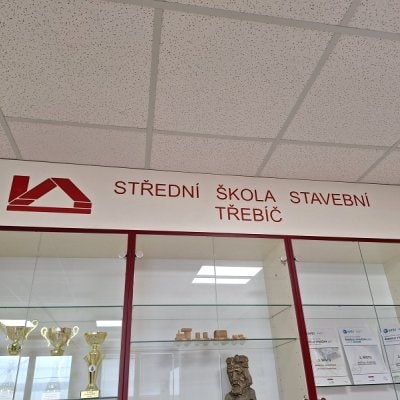 STŘEDNÍ ŠKOLA STAVEBNÍ
TŘEBÍČ